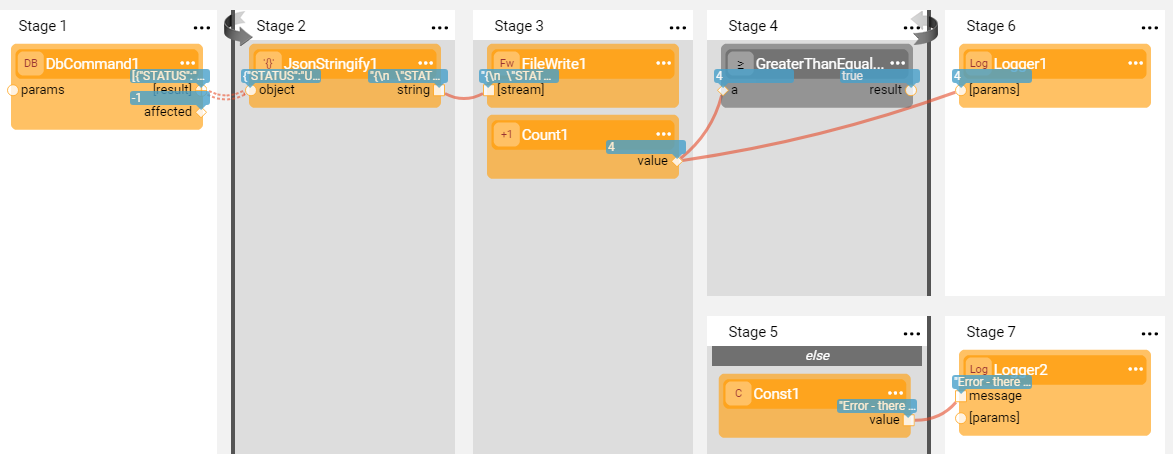 Stage 1
DB DbCommand1
[{"STATUS":"...
params
[result]
-1
affected
Stage 2
'{}' JsonStringify1
{"STATUS":"U...
"{\n \"STAT...
object
string
Stage 3
Fw FileWrite1
"{\n \"STAT...
[stream]
+1 Count1
4
value
Stage 4
≥ GreaterThanEqual...
4
true
a
result
Stage 6
Log Logger1
4
[params]
Stage 5
else
C Const1
"Error - there ...
value
Stage 7
Log Logger2
"Error - there ...
message
[params]